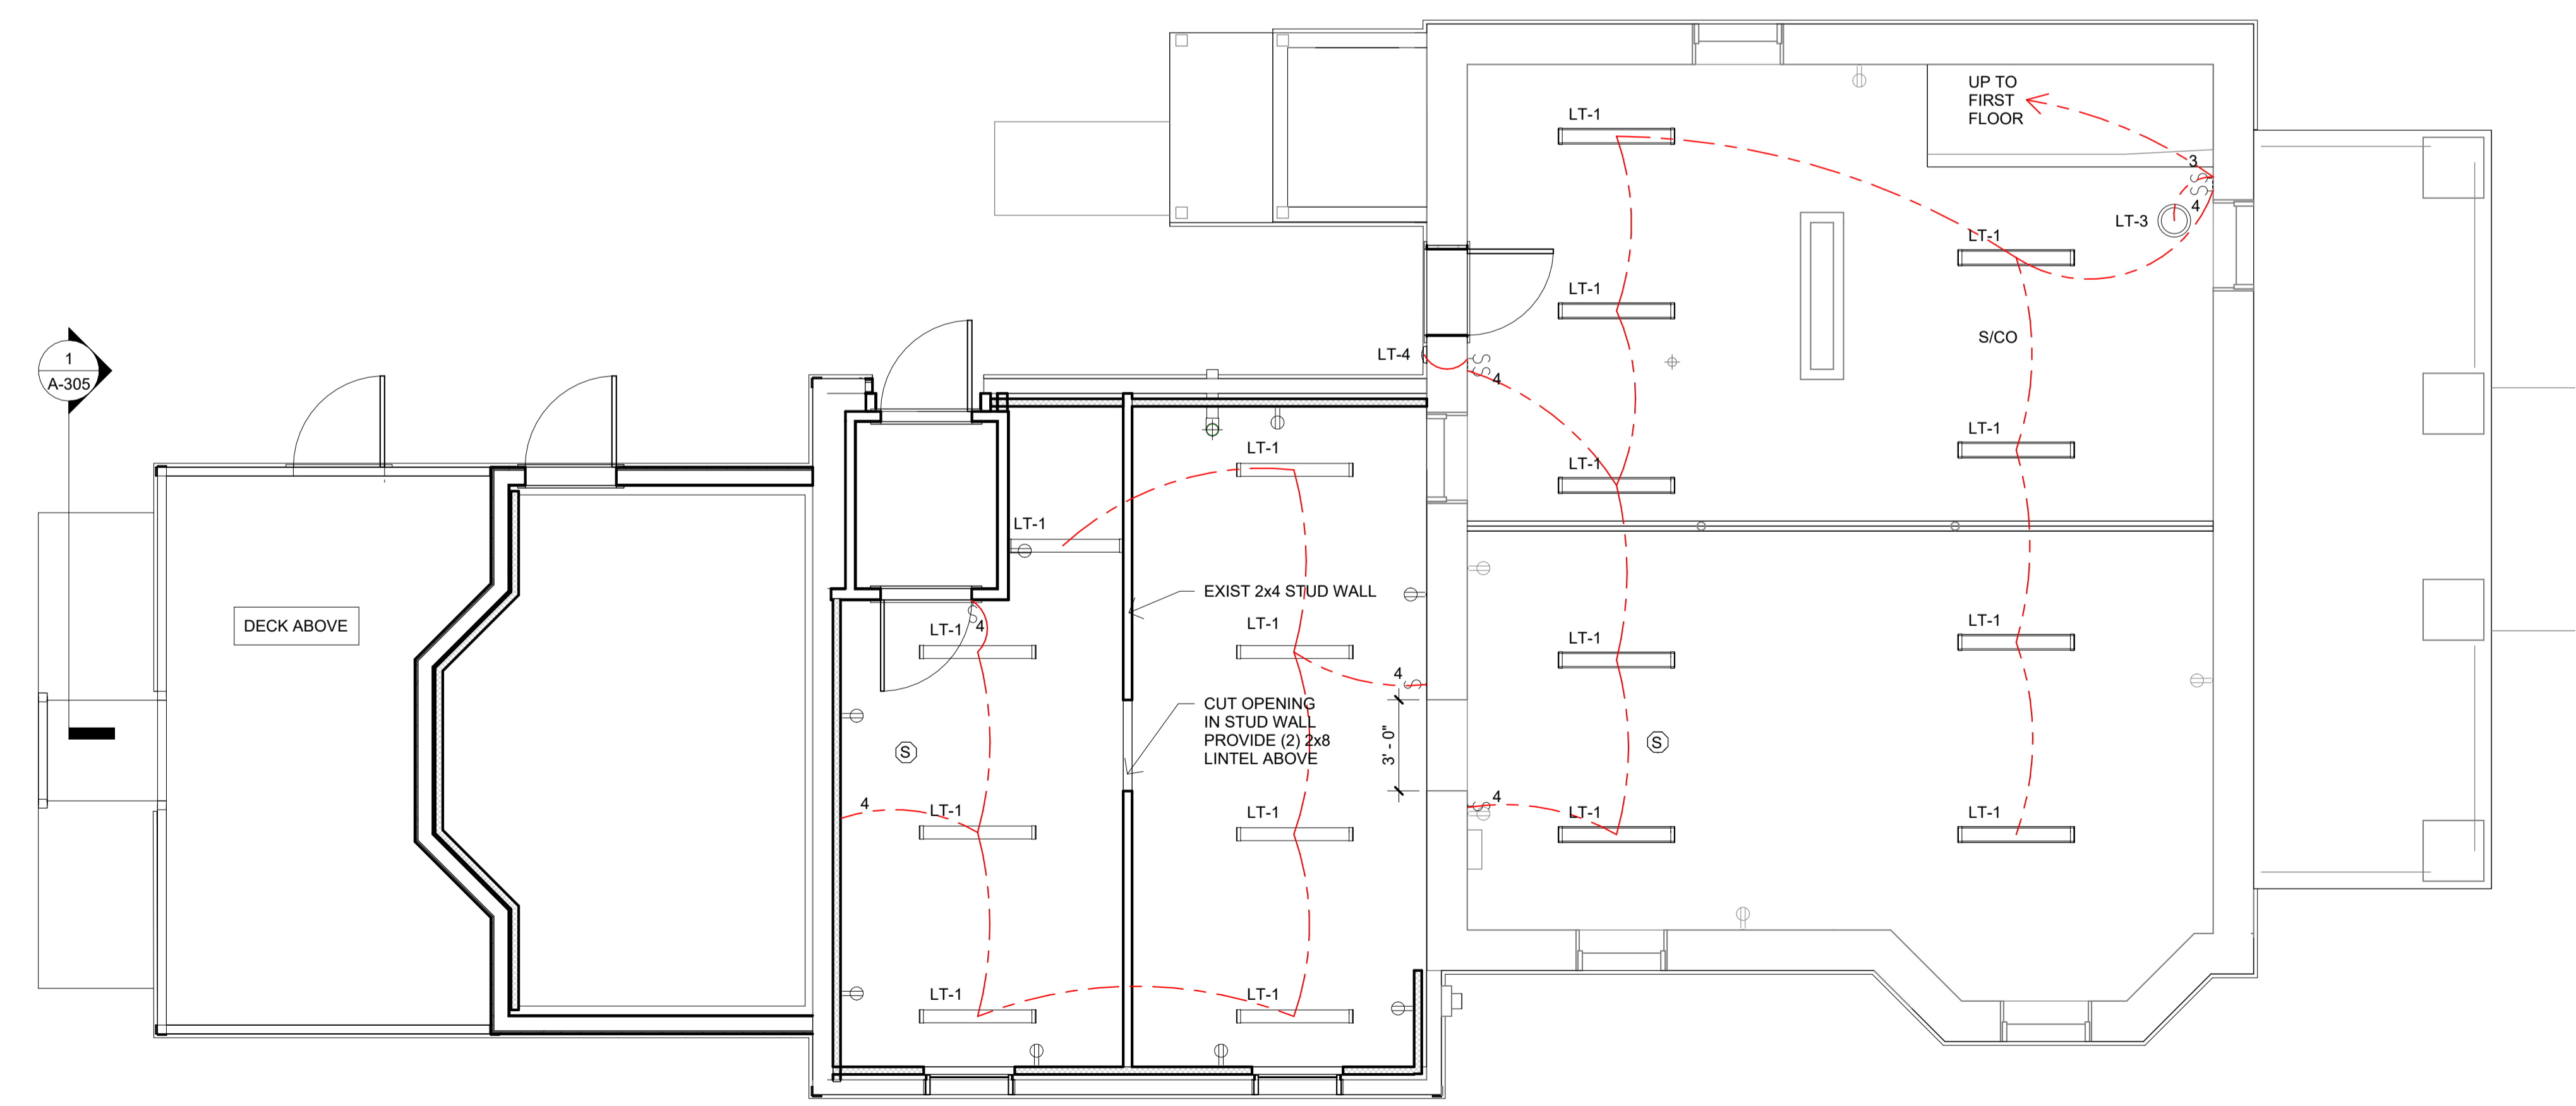 UP TO
FIRST
FLOOR
LT-1
3
S
S
4
LT-3
LT-1
LT-1
S/CO
1
A-305
LT-4
S
S
4
LT-1
LT-1
LT-1
LT-1
EXIST 2x4 STUD WALL
S
4
LT-1
LT-1
DECK ABOVE
LT-1
LT-1
4
S
CUT OPENING
IN STUD WALL
PROVIDE (2) 2x8
LINTEL ABOVE
3' - 0"
S
S
4
LT-1
LT-1
S
4
LT-1
LT-1
LT-1
LT-1